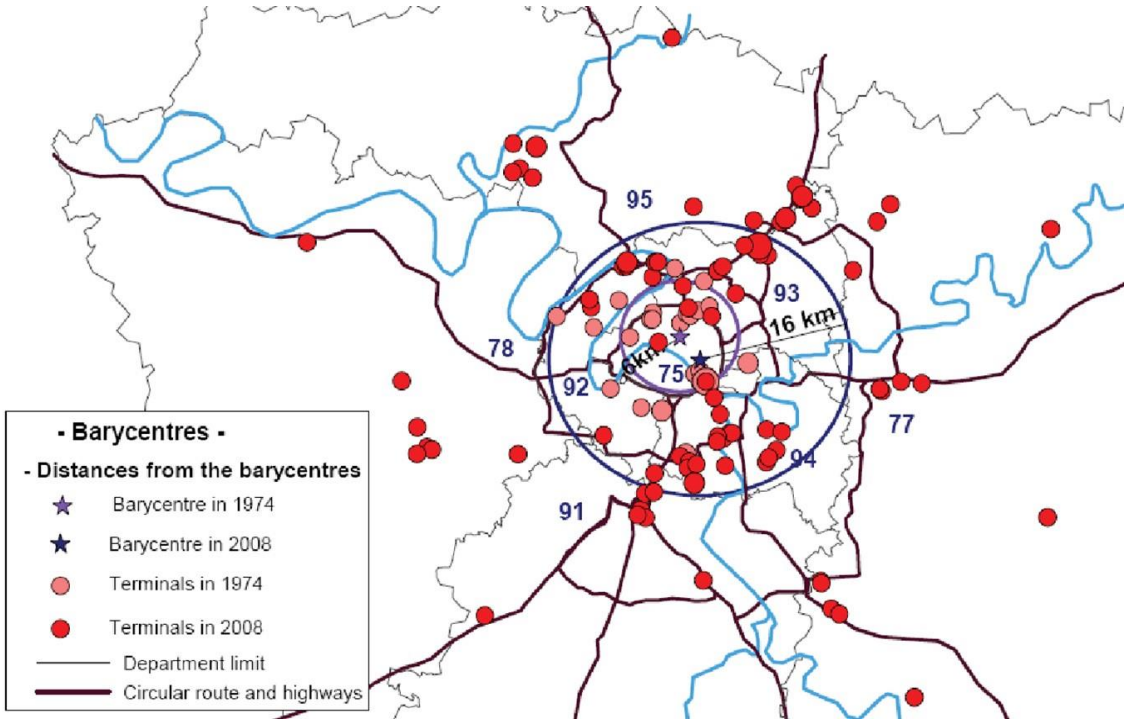 95
93
16 km
78
6km
92
75
77
94
91
- Barycentres -
- Distances from the barycentres
Barycentre in 1974
Barycentre in 2008
Terminals in 1974
Terminals in 2008
Department limit
Circular route and highways